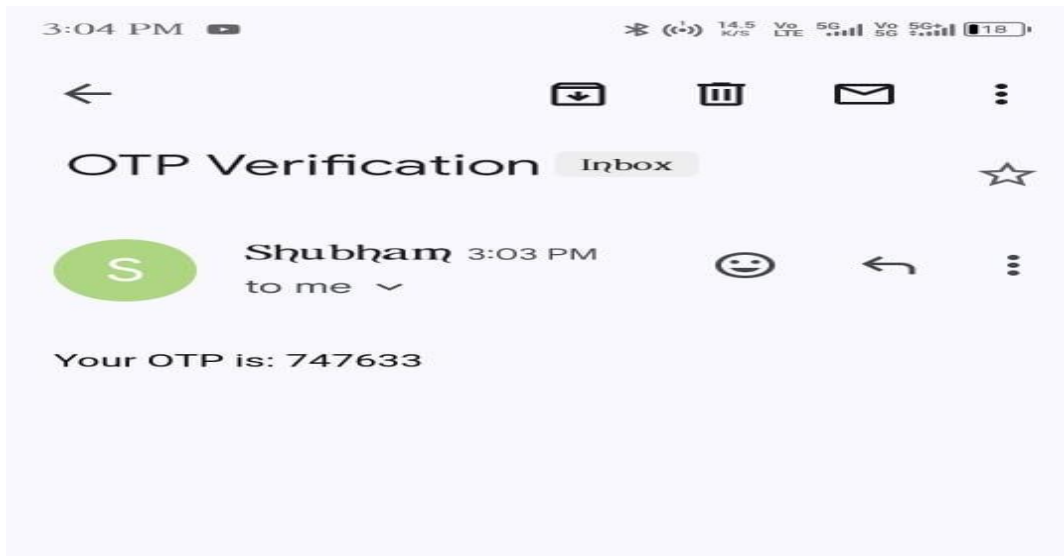 3:04 PM 14.5 K/S Vo LTE 5G Vo 5G 5G+ 18
OTP Verification Inbox
S Shubham 3:03 PM
to me
Your OTP is: 747633